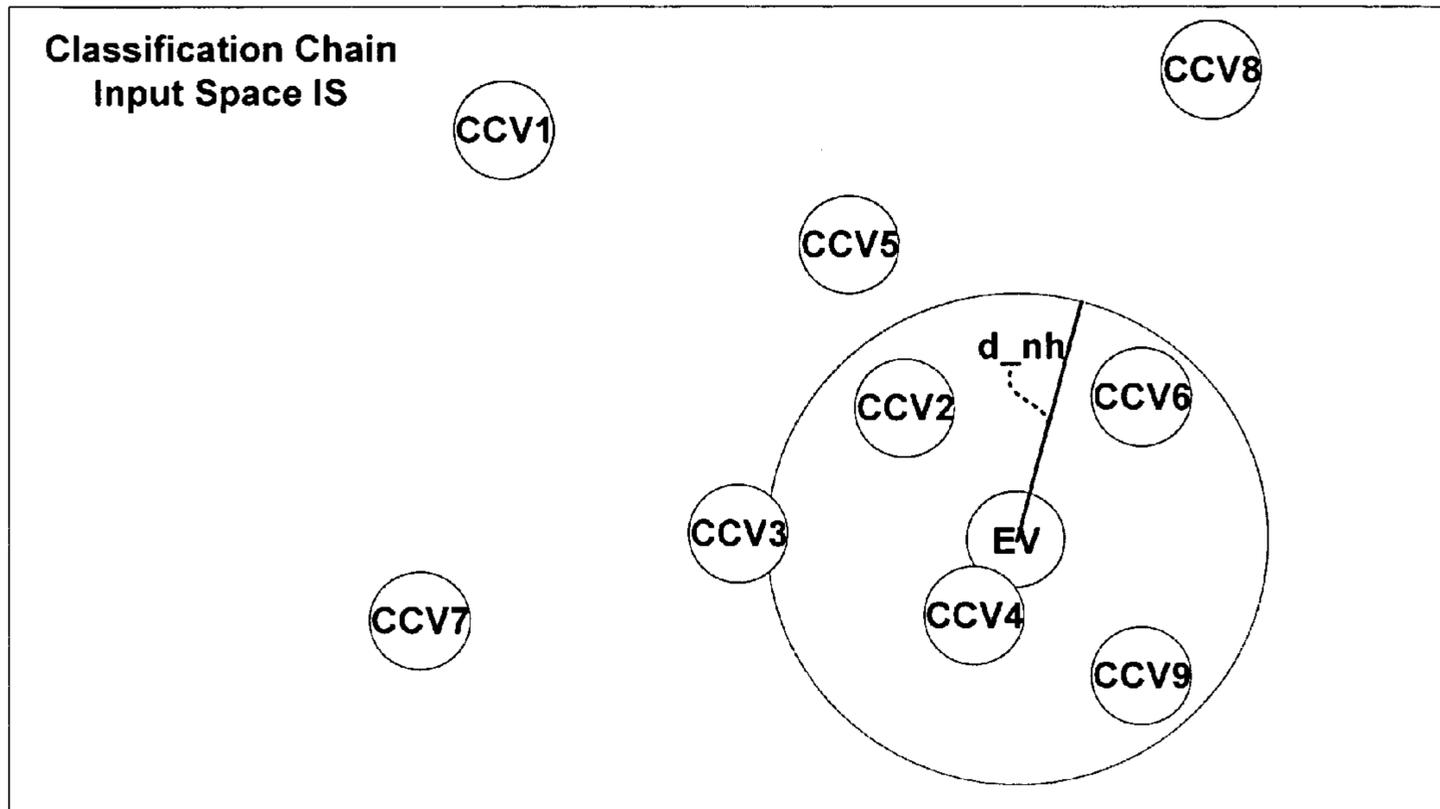 Classification Chain
Input Space IS
CCV8
CCV1
CCV5
d_nh
CCV6
CCV2
CCV3
EV
CCV4
CCV7
CCV9